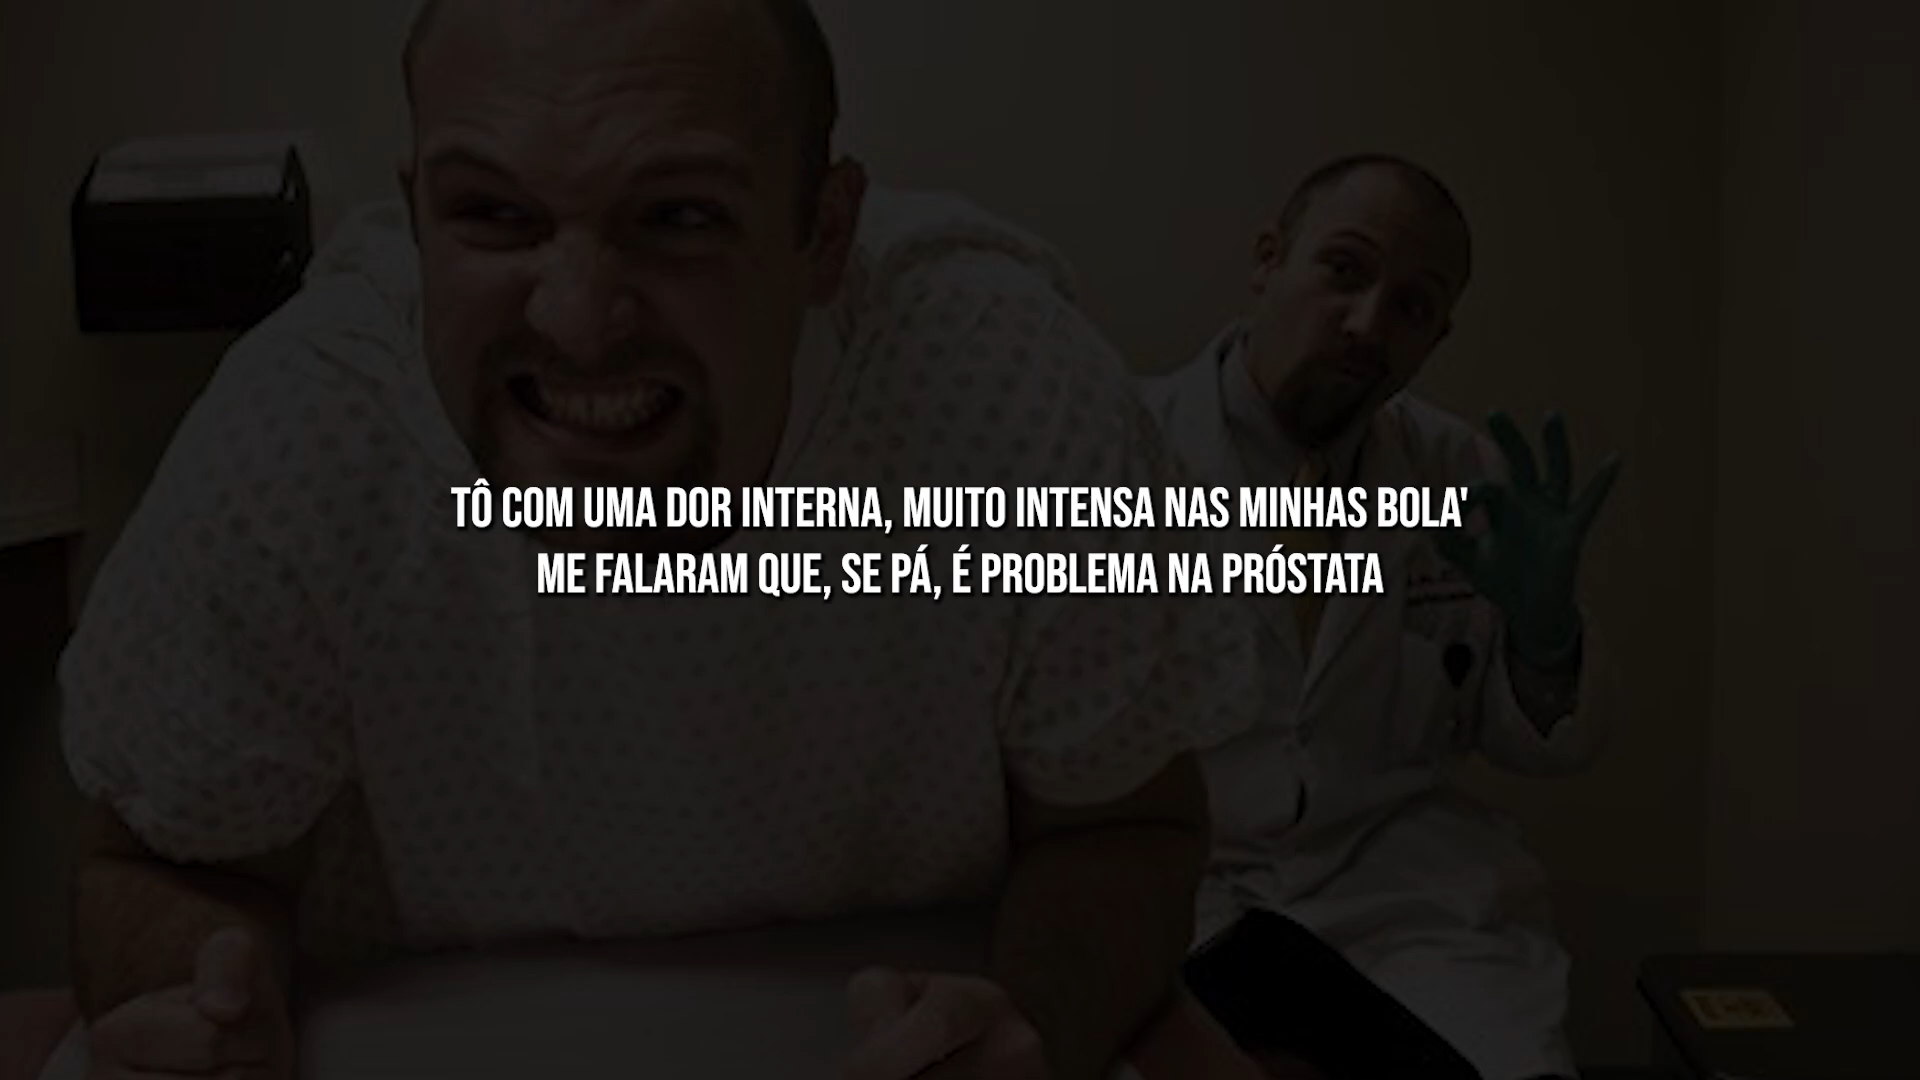 TÔ COM UMA DOR INTERNA, MUITO INTENSA NAS MINHAS BOLA'
ME FALARAM QUE, SE PÁ, É PROBLEMA NA PRÓSTATA